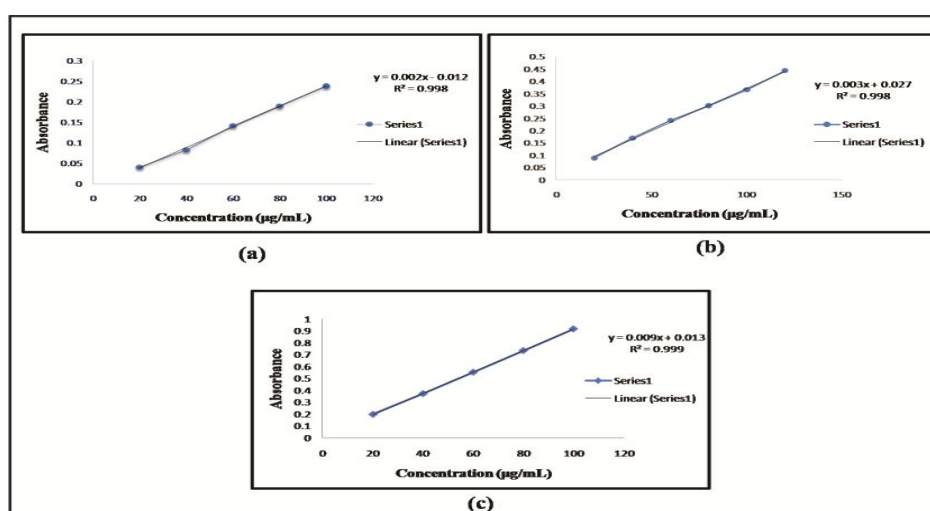 0.3
0.25
0.2
0.15
0.1
0.05
0
0 20 40 60 80 100 120
Absorbance
Concentration (µg/mL)
y = 0.002x - 0.012
R² = 0.998
Series1
Linear (Series1)
(a)
0.5
0.45
0.4
0.35
0.3
0.25
0.2
0.15
0.1
0.05
0
0 50 100 150
Absorbance
Concentration (µg/mL)
y = 0.003x + 0.027
R² = 0.998
Series1
Linear (Series1)
(b)
1
0.9
0.8
0.7
0.6
0.5
0.4
0.3
0.2
0.1
0
0 20 40 60 80 100 120
Absorbance
Concentration (µg/mL)
y = 0.009x + 0.013
R² = 0.999
Series1
Linear (Series1)
(c)